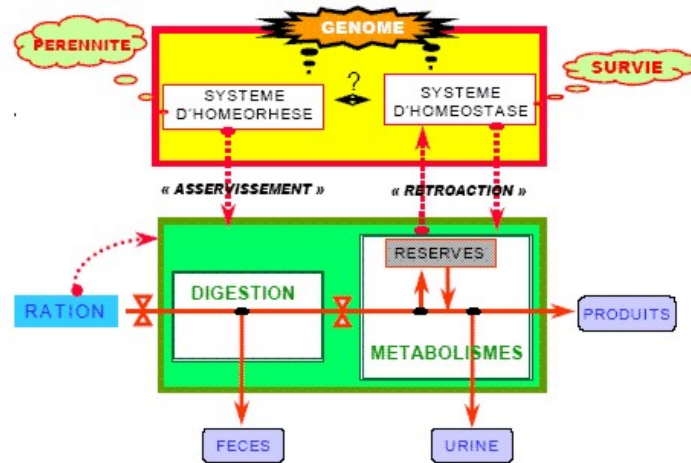 GENOME
PERENNITE
SURVIE
SYSTEME
D'HOMEORHESE
?
SYSTEME
D'HOMEOSTASE
« ASSERVISSEMENT »
« RETROACTION »
RESERVES
DIGESTION
RATION
PRODUITS
METABOLISMES
FECES
URINE